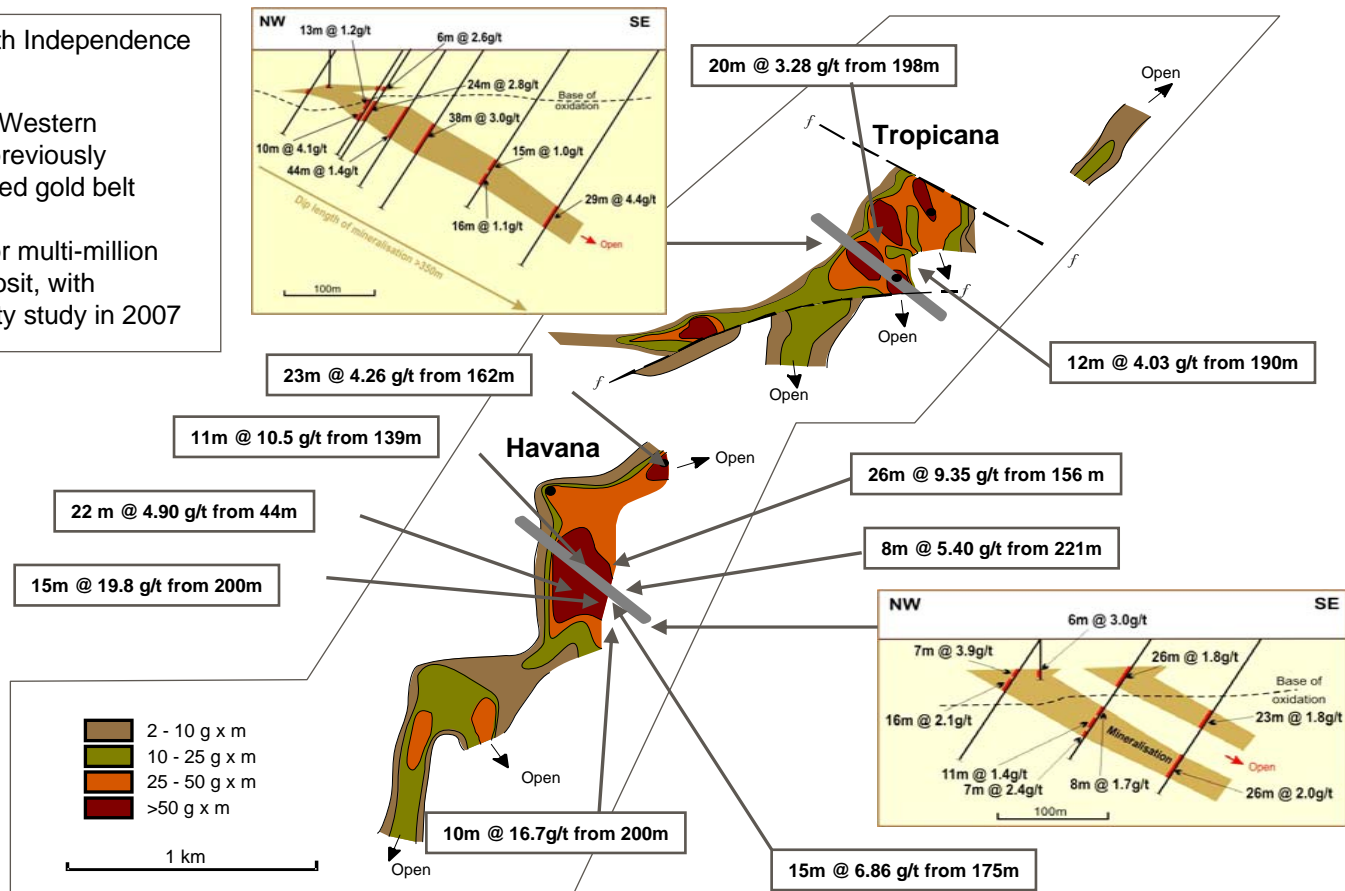 th Independence
Western
reviously
ed gold belt
or multi-million
osit, with
ty study in 2007
NW
SE
13m @ 1.2g/t
6m @ 2.6g/t
24m @ 2.8g/t
Base of
oxidation
38m @ 3.0g/t
10m @ 4.1g/t
44m @ 1.4g/t
15m @ 1.0g/t
29m @ 4.4g/t
16m @ 1.1g/t
Open
Dip length of mineralisation >350m
100m
20m @ 3.28 g/t from 198m
Open
f
Tropicana
f
f
Open
Open
f
12m @ 4.03 g/t from 190m
23m @ 4.26 g/t from 162m
11m @ 10.5 g/t from 139m
Havana
Open
26m @ 9.35 g/t from 156 m
22 m @ 4.90 g/t from 44m
8m @ 5.40 g/t from 221m
15m @ 19.8 g/t from 200m
NW
SE
6m @ 3.0g/t
7m @ 3.9g/t
26m @ 1.8g/t
Base of
oxidation
16m @ 2.1g/t
23m @ 1.8g/t
Mineralisation
Open
11m @ 1.4g/t
7m @ 2.4g/t
8m @ 1.7g/t
26m @ 2.0g/t
100m
2 - 10 g x m
10 - 25 g x m
25 - 50 g x m
>50 g x m
1 km
Open
Open
10m @ 16.7g/t from 200m
15m @ 6.86 g/t from 175m